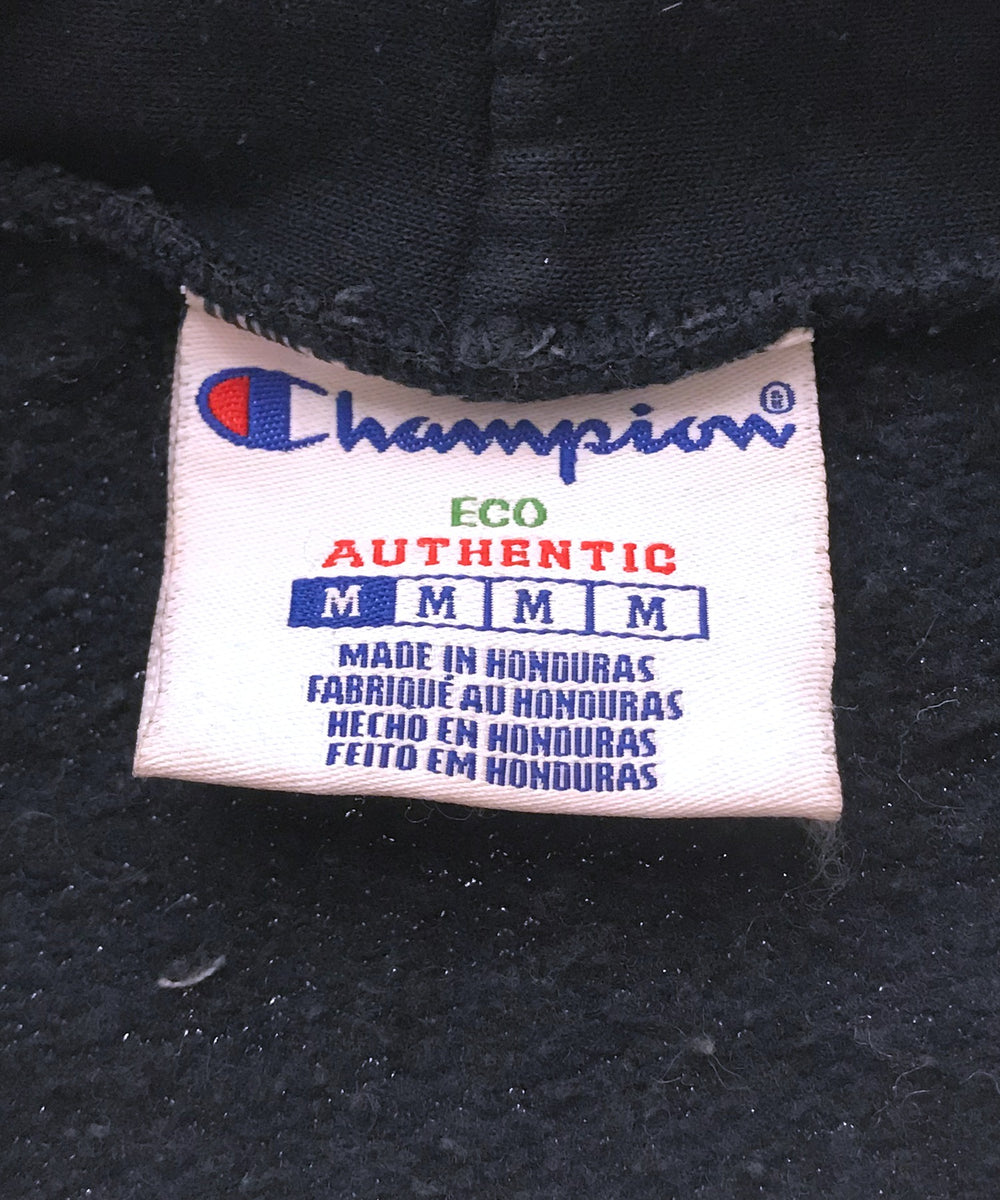 Champion®
ECO
AUTHENTIC
M M M M
MADE IN HONDURAS
FABRIQUÉ AU HONDURAS
HECHO EN HONDURAS
FEITO EM HONDURAS